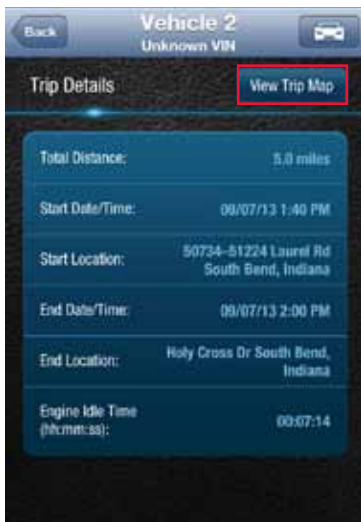 Back
Vehicle 2
Unknown VIN
Trip Details
View Trip Map
Total Distance: 5.0 miles
Start Date/Time: 09/07/13 1:40 PM
Start Location: 50734-51224 Laurel Rd
South Bend, Indiana
End Date/Time: 09/07/13 2:00 PM
End Location: Holy Cross Dr South Bend,
Indiana
Engine Idle Time
(hh:mm:ss): 00:07:14